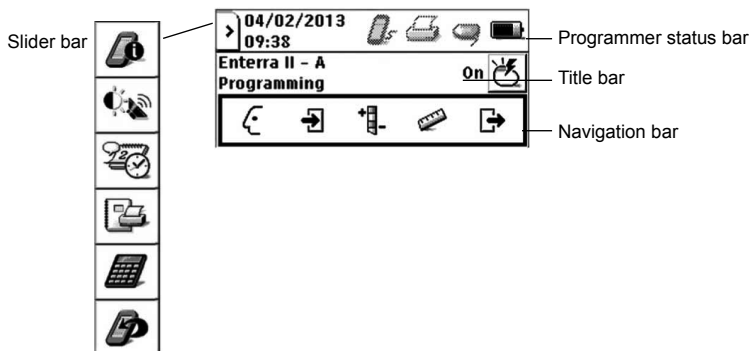 Slider bar
>
04/02/2013
09:38
Programmer status bar
Enterra II – A
Programming
On
Title bar
Navigation bar